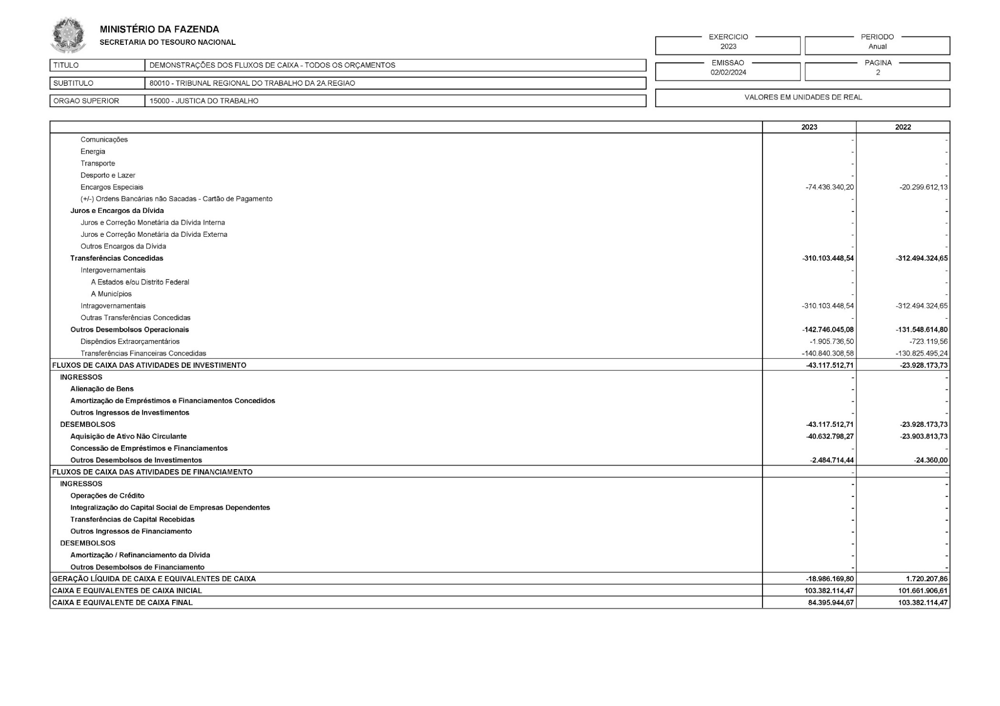 MINISTÉRIO DA FAZENDA
SECRETARIA DO TESOURO NACIONAL
EXERCICIO
2023
PERIODO
Anual
TITULO DEMONSTRAÇÕES DOS FLUXOS DE CAIXA - TODOS OS ORÇAMENTOS
EMISSAO
02/02/2024
PAGINA
2
SUBTITULO 80010 - TRIBUNAL REGIONAL DO TRABALHO DA 2A.REGIAO
ORGAO SUPERIOR 15000 - JUSTICA DO TRABALHO
VALORES EM UNIDADES DE REAL
2023 2022
Comunicações - -
Energia - -
Transporte - -
Desporto e Lazer - -
Encargos Especiais -74.436.340,20 -20.299.612,13
(+/-) Ordens Bancárias não Sacadas - Cartão de Pagamento - -
Juros e Encargos da Dívida - -
Juros e Correção Monetária da Dívida Interna - -
Juros e Correção Monetária da Dívida Externa - -
Outros Encargos da Dívida - -
Transferências Concedidas -310.103.448,54 -312.494.324,65
Intergovernamentais - -
A Estados e/ou Distrito Federal - -
A Municípios - -
Intragovernamentais -310.103.448,54 -312.494.324,65
Outras Transferências Concedidas - -
Outros Desembolsos Operacionais -142.746.045,08 -131.548.614,80
Dispêndios Extraorçamentários -1.905.736,50 -723.119,56
Transferências Financeiras Concedidas -140.840.308,58 -130.825.495,24
FLUXOS DE CAIXA DAS ATIVIDADES DE INVESTIMENTO -43.117.512,71 -23.928.173,73
INGRESSOS - -
Alienação de Bens - -
Amortização de Empréstimos e Financiamentos Concedidos - -
Outros Ingressos de Investimentos - -
DESEMBOLSOS -43.117.512,71 -23.928.173,73
Aquisição de Ativo Não Circulante -40.632.798,27 -23.903.813,73
Concessão de Empréstimos e Financiamentos - -
Outros Desembolsos de Investimentos -2.484.714,44 -24.360,00
FLUXOS DE CAIXA DAS ATIVIDADES DE FINANCIAMENTO - -
INGRESSOS - -
Operações de Crédito - -
Integralização do Capital Social de Empresas Dependentes - -
Transferências de Capital Recebidas - -
Outros Ingressos de Financiamento - -
DESEMBOLSOS - -
Amortização / Refinanciamento da Dívida - -
Outros Desembolsos de Financiamento - -
GERAÇÃO LÍQUIDA DE CAIXA E EQUIVALENTES DE CAIXA -18.986.169,80 1.720.207,86
CAIXA E EQUIVALENTES DE CAIXA INICIAL 103.382.114,47 101.661.906,61
CAIXA E EQUIVALENTE DE CAIXA FINAL 84.395.944,67 103.382.114,47